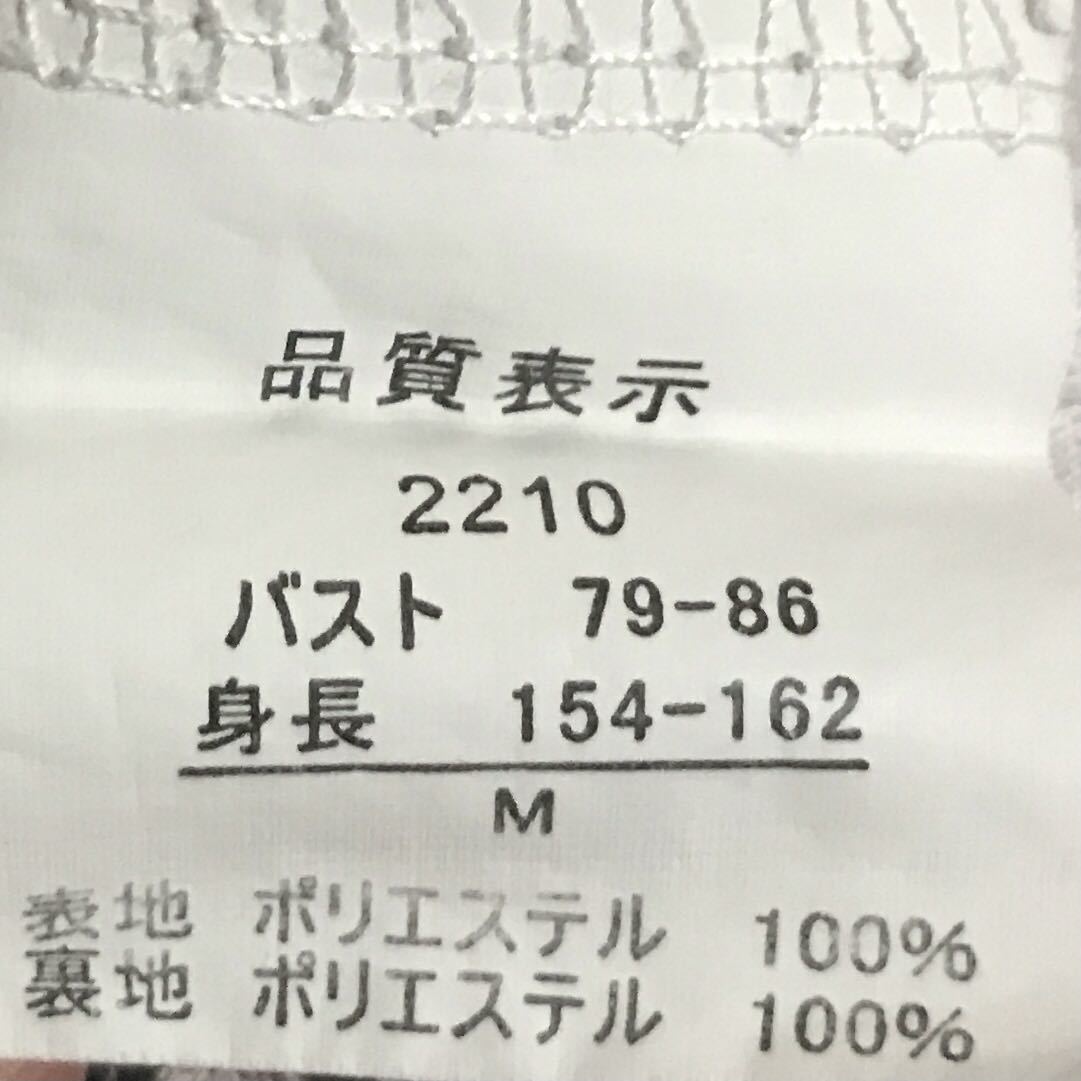 品質表示
2210
バスト 79-86
身長 154-162
M
表地 ポリエステル 100%
裏地 ポリエステル 100%